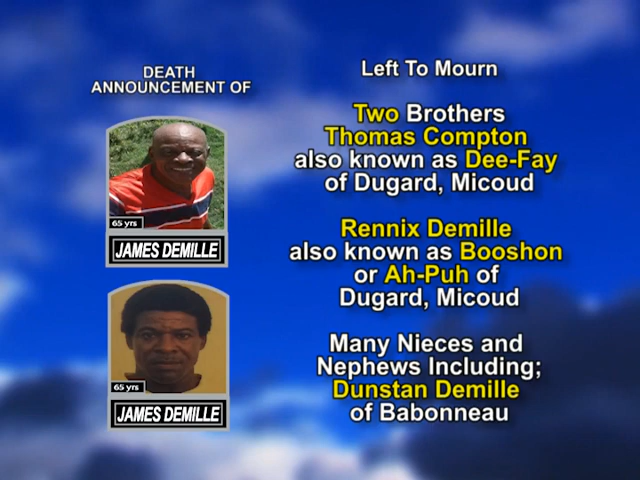 DEATH
ANNOUNCEMENT OF
65 yrs
JAMES DEMILLE
65 yrs
JAMES DEMILLE
Left To Mourn
Two Brothers
Thomas Compton
also known as Dee-Fay
of Dugard, Micoud
Rennix Demille
also known as Booshon
or Ah-Puh of
Dugard, Micoud
Many Nieces and
Nephews Including;
Dunstan Demille
of Babonneau